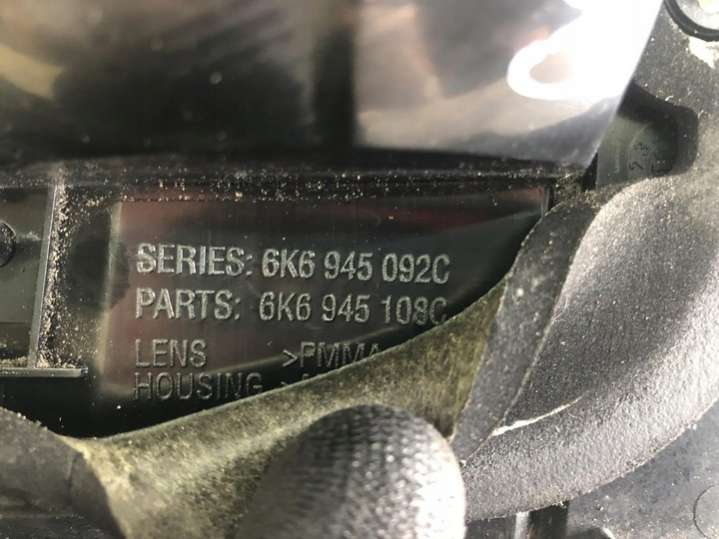 SERIES: 6K6 945 092C
PARTS: 6K6 945 108C
LENS >PMMA
HOUSING >